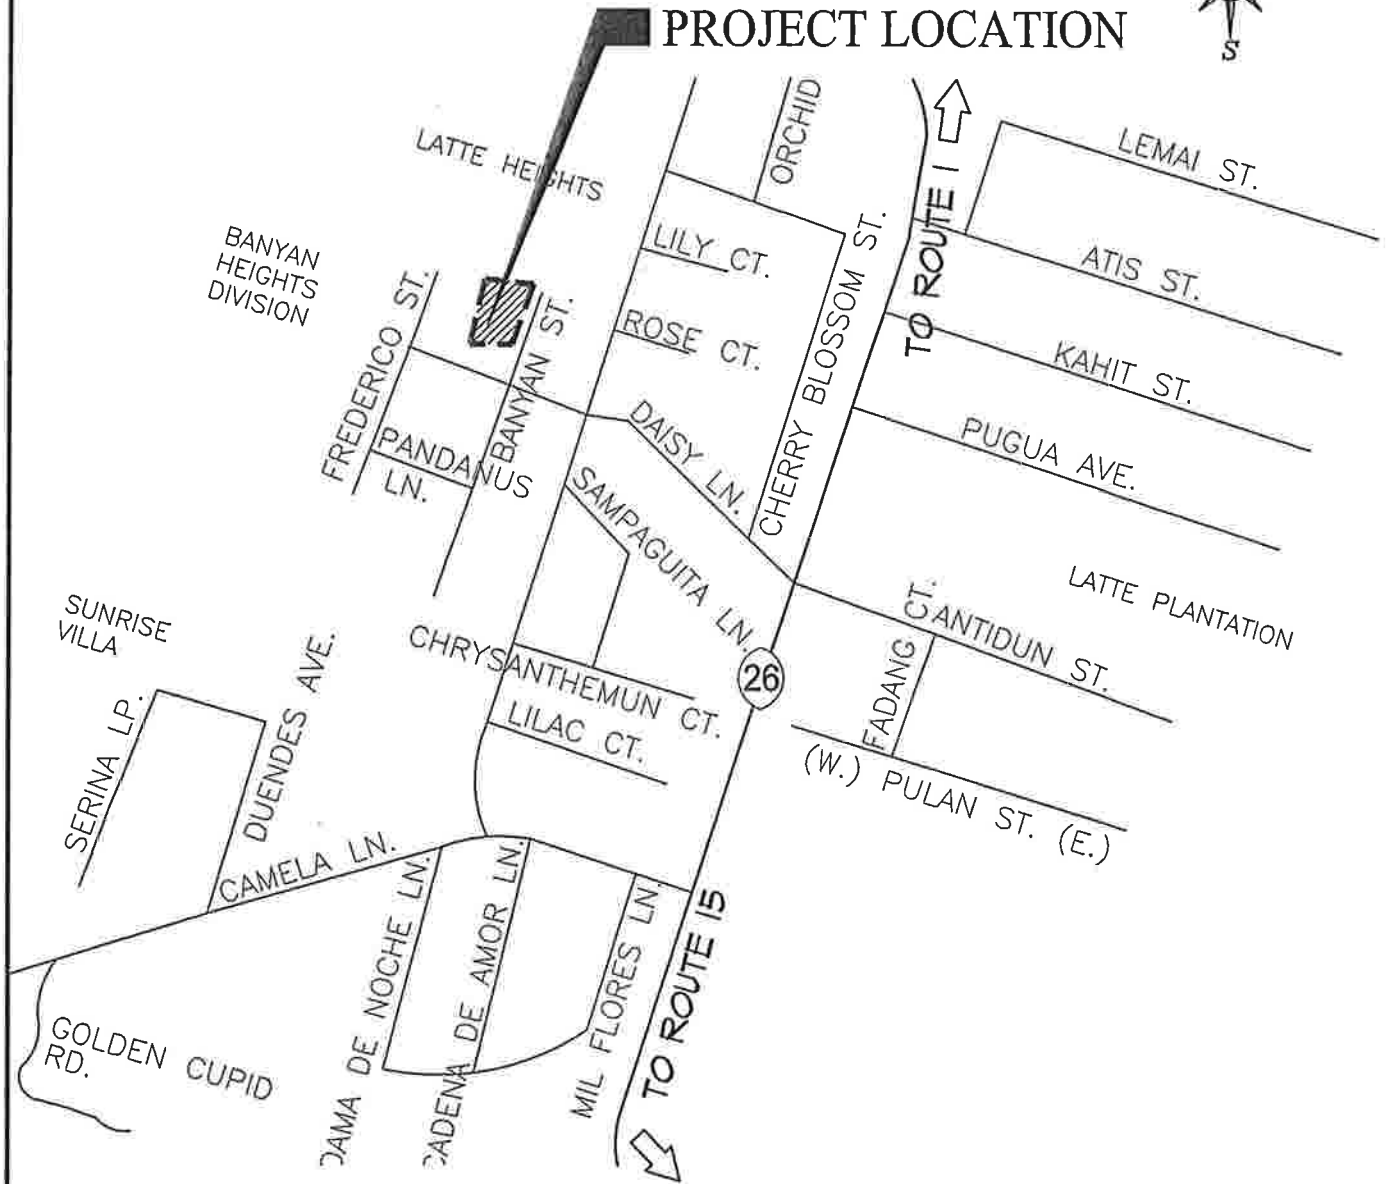 PROJECT LOCATION
S
ORCHID
LATTE HEIGHTS
LEMAI ST.
TO ROUTE 1
BANYAN
HEIGHTS
DIVISION
LILY CT.
ATIS ST.
FREDERICO ST.
BANYAN ST.
ROSE CT.
CHERRY BLOSSOM ST.
KAHIT ST.
PANDANUS
LN.
DAISY LN.
PUGUA AVE.
SAMPAGUITA LN.
LATTE PLANTATION
SUNRISE
VILLA
CHRYSANTHEMUN CT.
26
FADANG CT.
ANTIDUN ST.
SERINA LP.
DUENDES AVE.
LILAC CT.
(W.) PULAN ST. (E.)
CAMELA LN.
DAMA DE NOCHE LN.
CADENA DE AMOR LN.
MIL FLORES LN.
TO ROUTE 15
GOLDEN CUPID
RD.